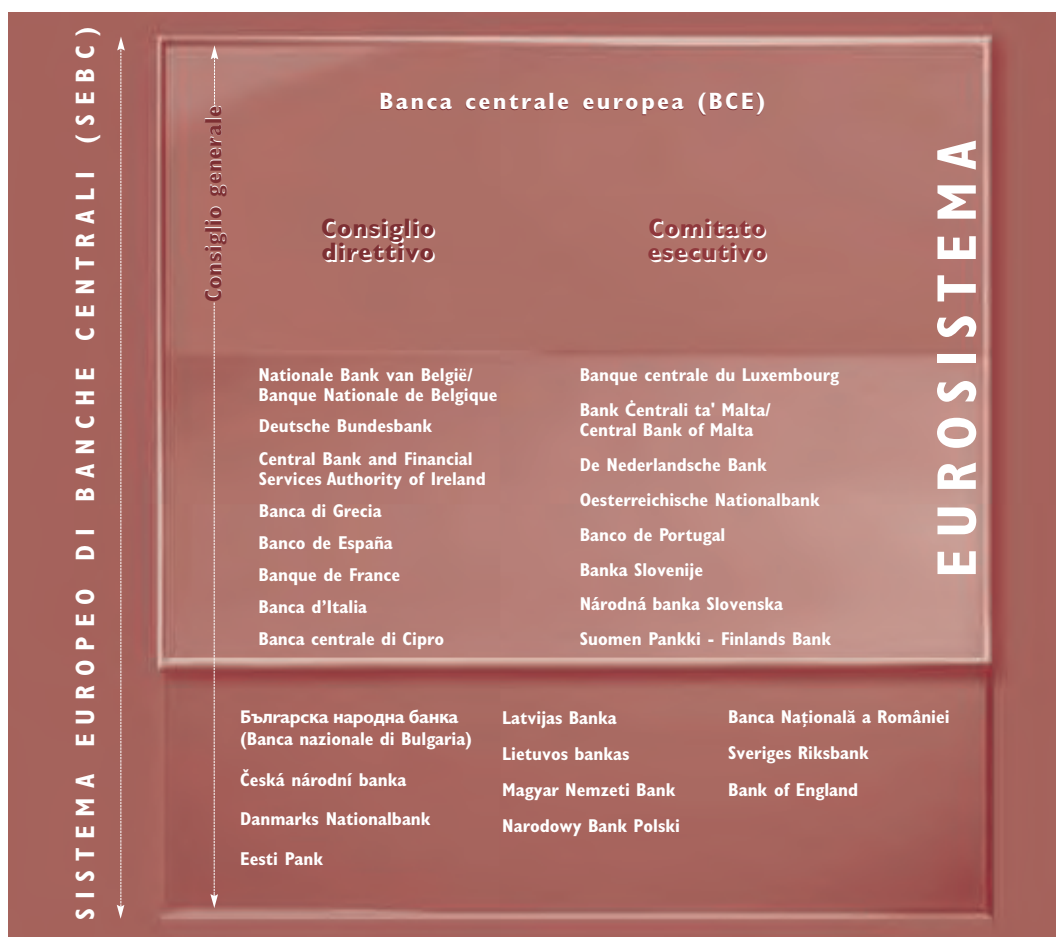 SISTEMA EUROPEO DI BANCHE CENTRALI (SEBC)
Consiglio generale
Banca centrale europea (BCE)
Consiglio
direttivo
Comitato
esecutivo
EUROSISTEMA
Nationale Bank van België/
Banque Nationale de Belgique
Deutsche Bundesbank
Central Bank and Financial
Services Authority of Ireland
Banca di Grecia
Banco de España
Banque de France
Banca d’Italia
Banca centrale di Cipro
Banque centrale du Luxembourg
Bank Ċentrali ta' Malta/
Central Bank of Malta
De Nederlandsche Bank
Oesterreichische Nationalbank
Banco de Portugal
Banka Slovenije
Národná banka Slovenska
Suomen Pankki - Finlands Bank
Българска народна банка
(Banca nazionale di Bulgaria)
Česká národní banka
Danmarks Nationalbank
Eesti Pank
Latvijas Banka
Lietuvos bankas
Magyar Nemzeti Bank
Narodowy Bank Polski
Banca Națională a României
Sveriges Riksbank
Bank of England